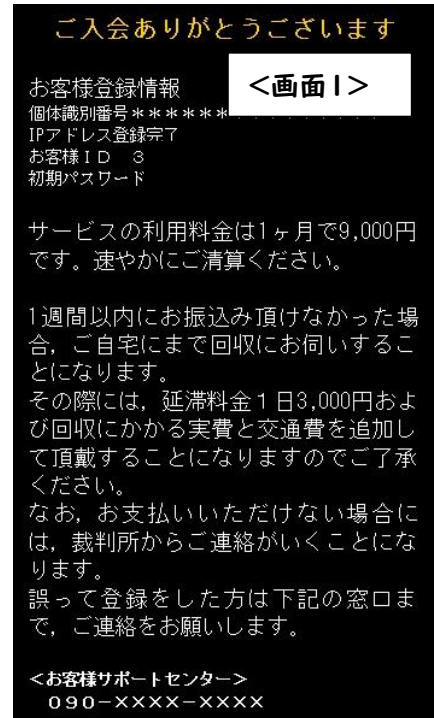 ご入会ありがとうございます
<画面1>
お客様登録情報
個体識別番号******
IPアドレス登録完了
お客様ID 3
初期パスワード
サービスの利用料金は1ヶ月で9,000円
です。速やかにご清算ください。
1週間以内にお振込み頂けなかった場
合,ご自宅にまで回収にお伺いするこ
とになります。
その際には,延滞料金1日3,000円およ
び回収にかかる実費と交通費を追加し
て頂戴することになりますのでご了承
ください。
なお,お支払いいただけない場合に
は,裁判所からご連絡がいくことにな
ります。
誤って登録をした方は下記の窓口ま
で,ご連絡をお願いします。
<お客様サポートセンター>
090-XXXX-XXXX